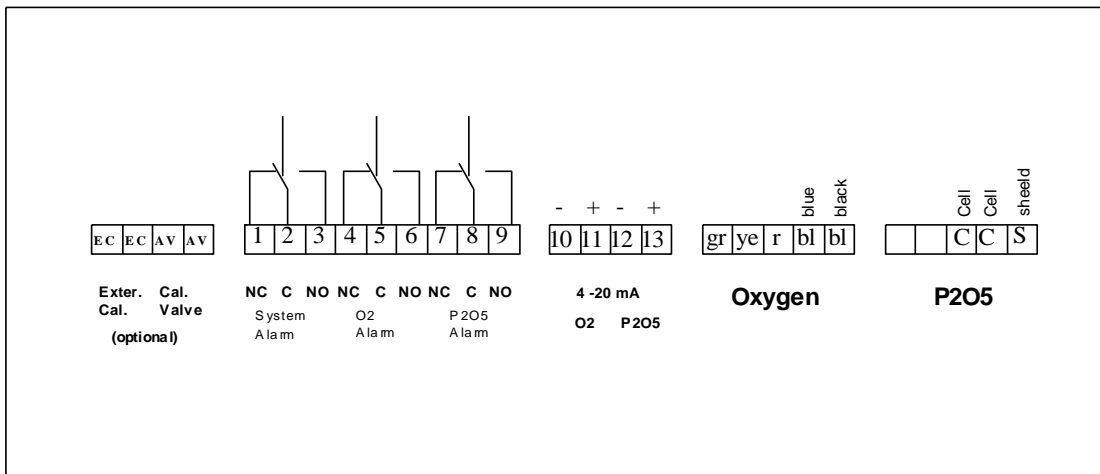 blue
black
Cell
Cell
sheeld
- + - +
EC EC AV AV
1 2 3 4 5 6 7 8 9
10 11 12 13
gr ye r bl bl
C C S
Exter. Cal.
Cal. Valve
(optional)
NC C NO NC C NO NC C NO
System
Alarm
O2
Alarm
P2O5
Alarm
4 -20 mA
O2 P2O5
Oxygen
P2O5